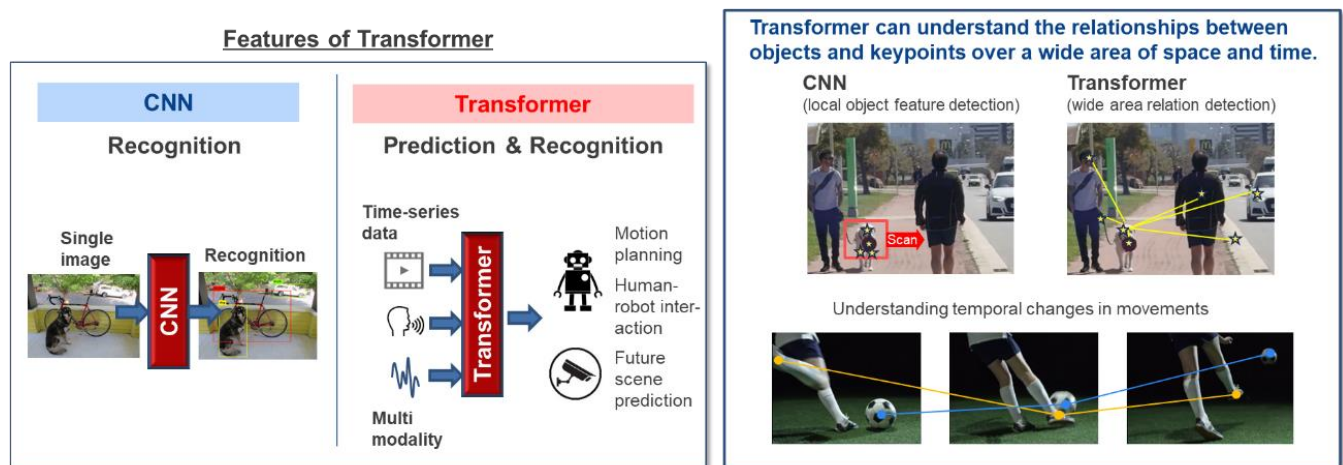 Features of Transformer
CNN
Recognition
Single
image
CNN
Recognition
Transformer
Prediction & Recognition
Time-series
data
Multi
modality
Transformer
Motion
planning
Human-
robot inter-
action
Future
scene
prediction
Transformer can understand the relationships between
objects and keypoints over a wide area of space and time.
CNN
(local object feature detection)
Scan
Transformer
(wide area relation detection)
Understanding temporal changes in movements